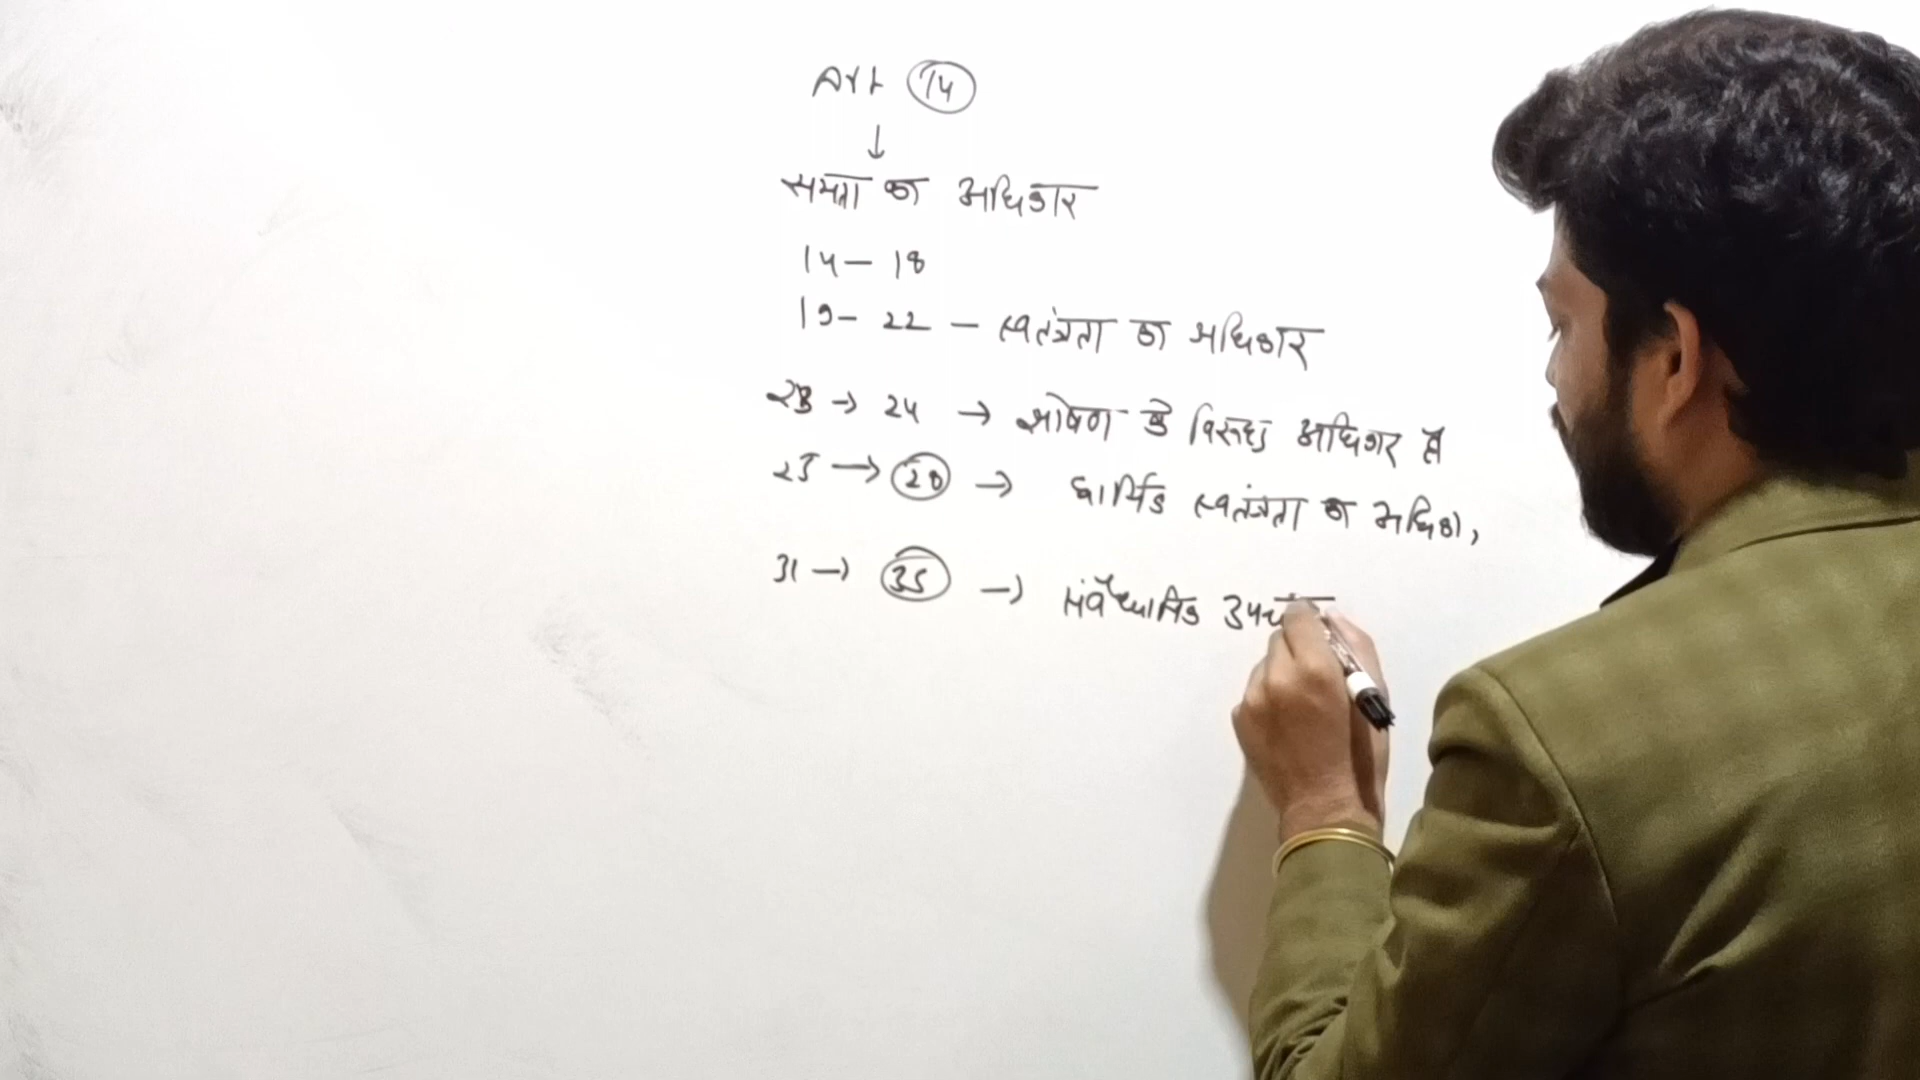 Art 14
↓
समता का अधिकार
14 - 18
19 - 22 - स्वतंत्रता का अधिकार
23 → 24 → शोषण के विरूद्ध अधिकार है
25 → 28 → धार्मिक स्वतंत्रता का अधिका,
31 → 35 → संवैधानिक